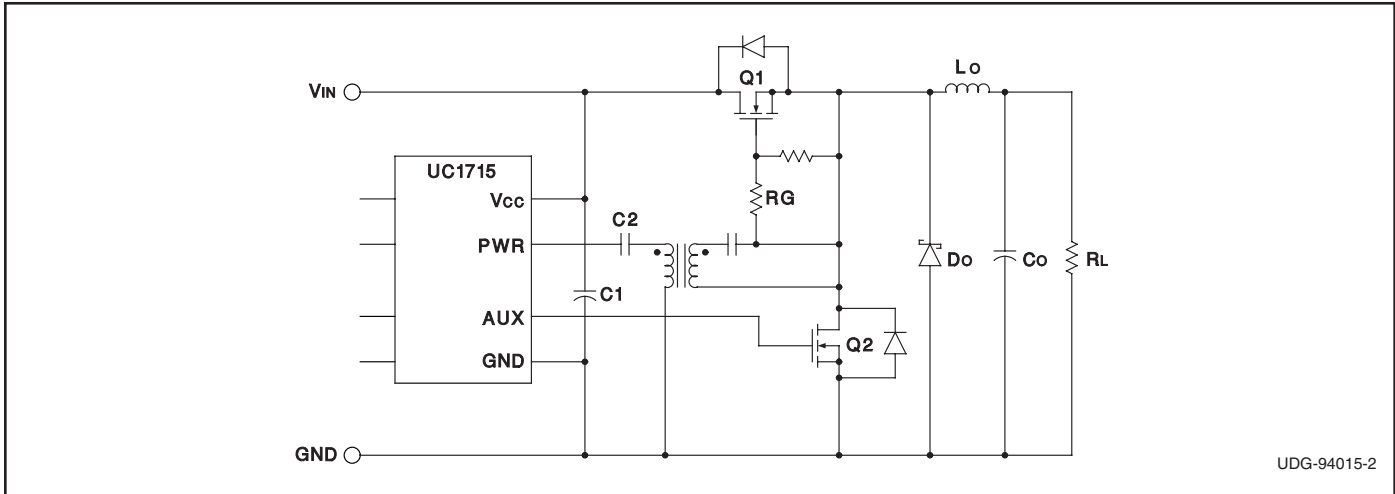 Q1
LO
VIN
UC1715
VCC
RG
C2
PWR
DO
CO
RL
C1
AUX
Q2
GND
GND
UDG-94015-2